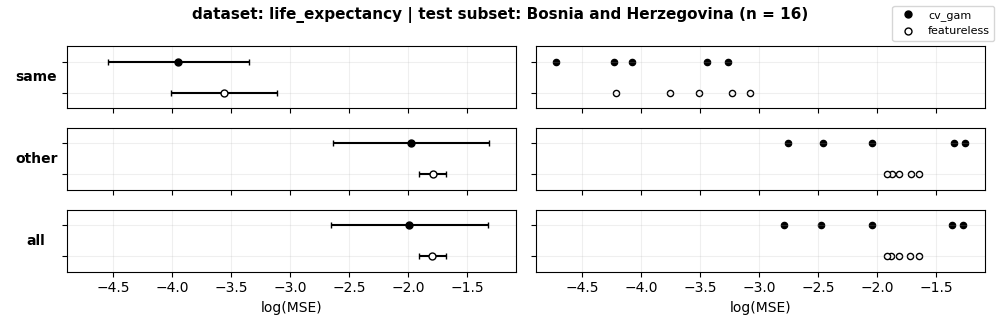 dataset: life_expectancy | test subset: Bosnia and Herzegovina (n = 16)
cv_gam
featureless
same
other
all
−4.5 −4.0 −3.5 −3.0 −2.5 −2.0 −1.5
−4.5 −4.0 −3.5 −3.0 −2.5 −2.0 −1.5
log(MSE)
log(MSE)